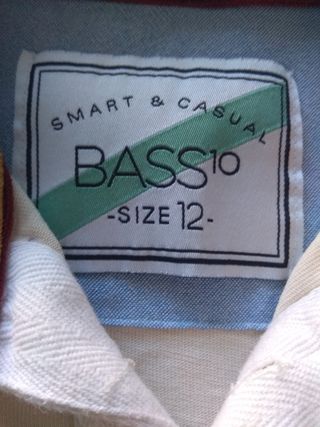 SMART & CASUAL
BASS10
-SIZE 12-